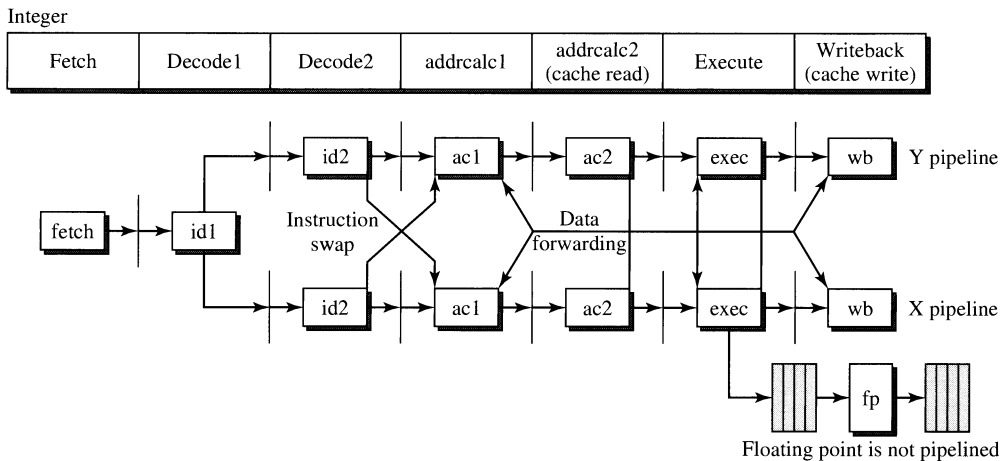 Integer
Fetch
Decode1
Decode2
addrcalc1
addrcalc2
(cache read)
Execute
Writeback
(cache write)
id2
ac1
ac2
exec
wb
Y pipeline
fetch
id1
Instruction
swap
Data
forwarding
id2
ac1
ac2
exec
wb
X pipeline
fp
Floating point is not pipelined